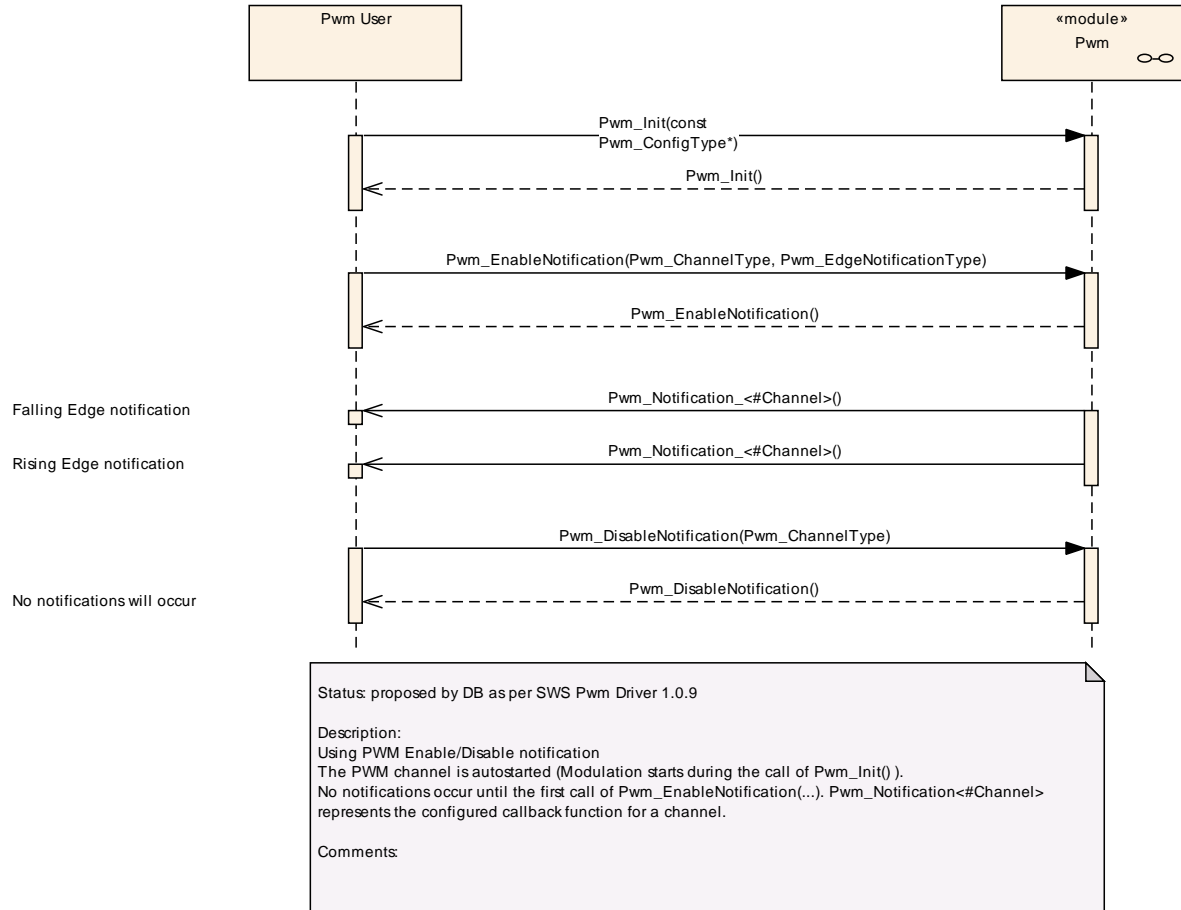 Pwm User
«module»
Pwm
Pwm_Init(const
Pwm_ConfigType*)
Pwm_Init()
Pwm_EnableNotification(Pwm_ChannelType, Pwm_EdgeNotificationType)
Pwm_EnableNotification()
Falling Edge notification
Pwm_Notification_<#Channel>()
Rising Edge notification
Pwm_Notification_<#Channel>()
Pwm_DisableNotification(Pwm_ChannelType)
No notifications will occur
Pwm_DisableNotification()
Status: proposed by DB as per SWS Pwm Driver 1.0.9
Description:
Using PWM Enable/Disable notification
The PWM channel is autostarted (Modulation starts during the call of Pwm_Init() ).
No notifications occur until the first call of Pwm_EnableNotification(...). Pwm_Notification<#Channel>
represents the configured callback function for a channel.
Comments: